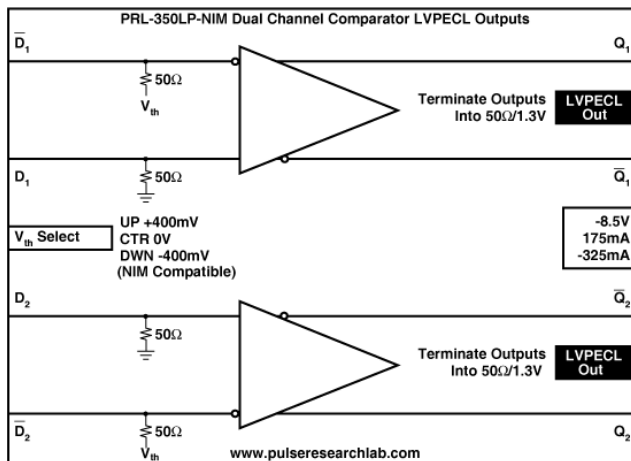 PRL-350LP-NIM Dual Channel Comparator LVPECL Outputs
D̅1
Q1
50Ω
Vth
Terminate Outputs
Into 50Ω/1.3V
LVPECL
Out
50Ω
D1
Q̅1
Vth Select
UP +400mV
CTR 0V
DWN -400mV
(NIM Compatible)
-8.5V
175mA
-325mA
D2
Q̅2
50Ω
Terminate Outputs
Into 50Ω/1.3V
LVPECL
Out
D̅2
50Ω
Vth
Q2
www.pulseresearchlab.com